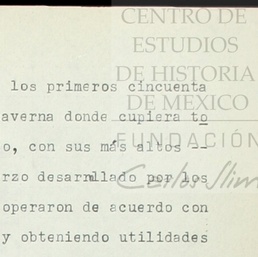 CENTRO DE
ESTUDIOS
DE HISTORIA
DE MEXICO
FUNDACIÓN
Carlos Slim
los primeros cincuenta
averna donde cupiera to
o, con sus más altos --
rzo desarrollado por los
operaron de acuerdo con
y obteniendo utilidades